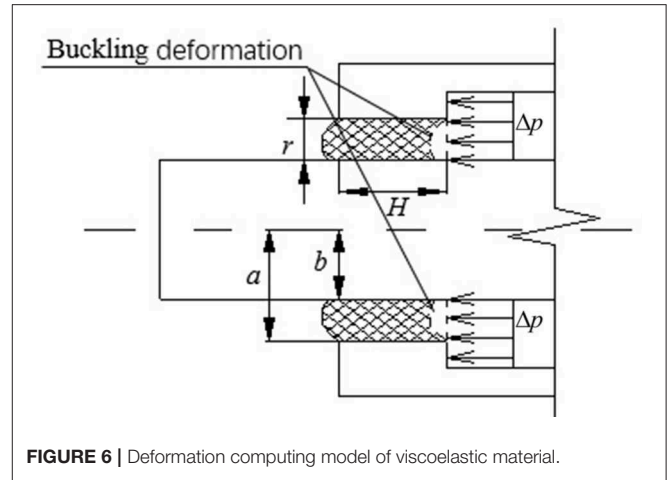 Buckling deformation
Δp
r
H
a
b
Δp
FIGURE 6 | Deformation computing model of viscoelastic material.